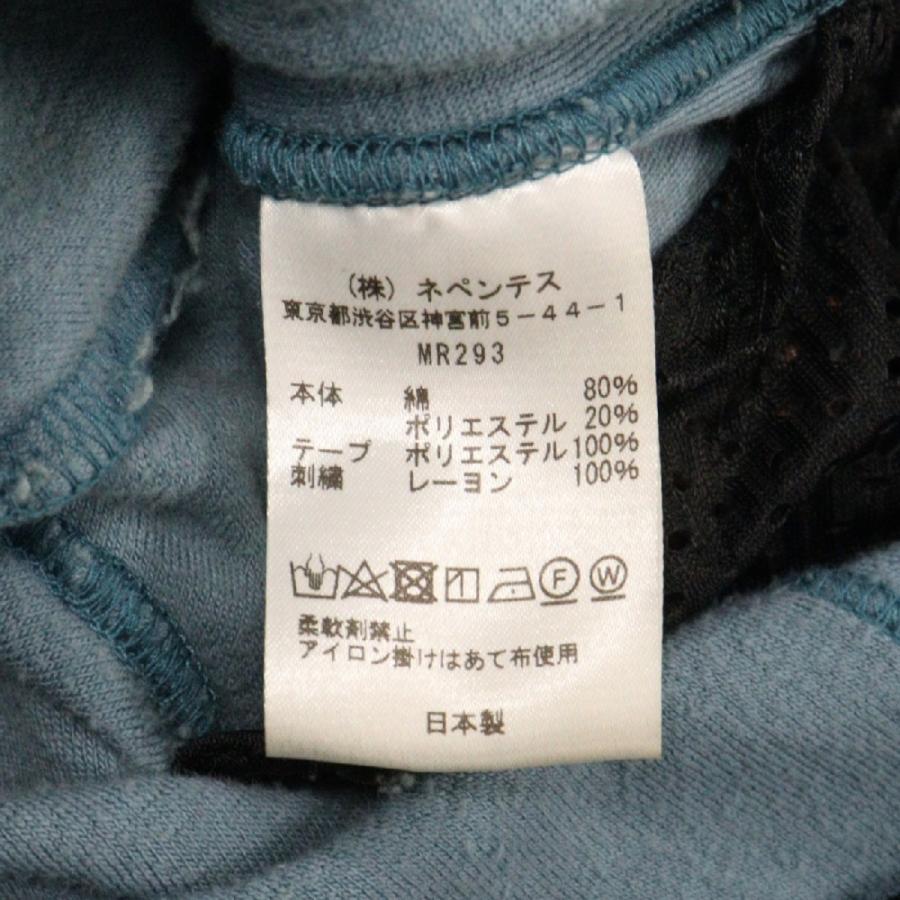 (株) ネペンテス
東京都渋谷区神宮前5-44-1
MR293
本体 綿 80%
ポリエステル 20%
テープ ポリエステル 100%
刺繍 レーヨン 100%
F W
柔軟剤禁止
アイロン掛けはあて布使用
日本製